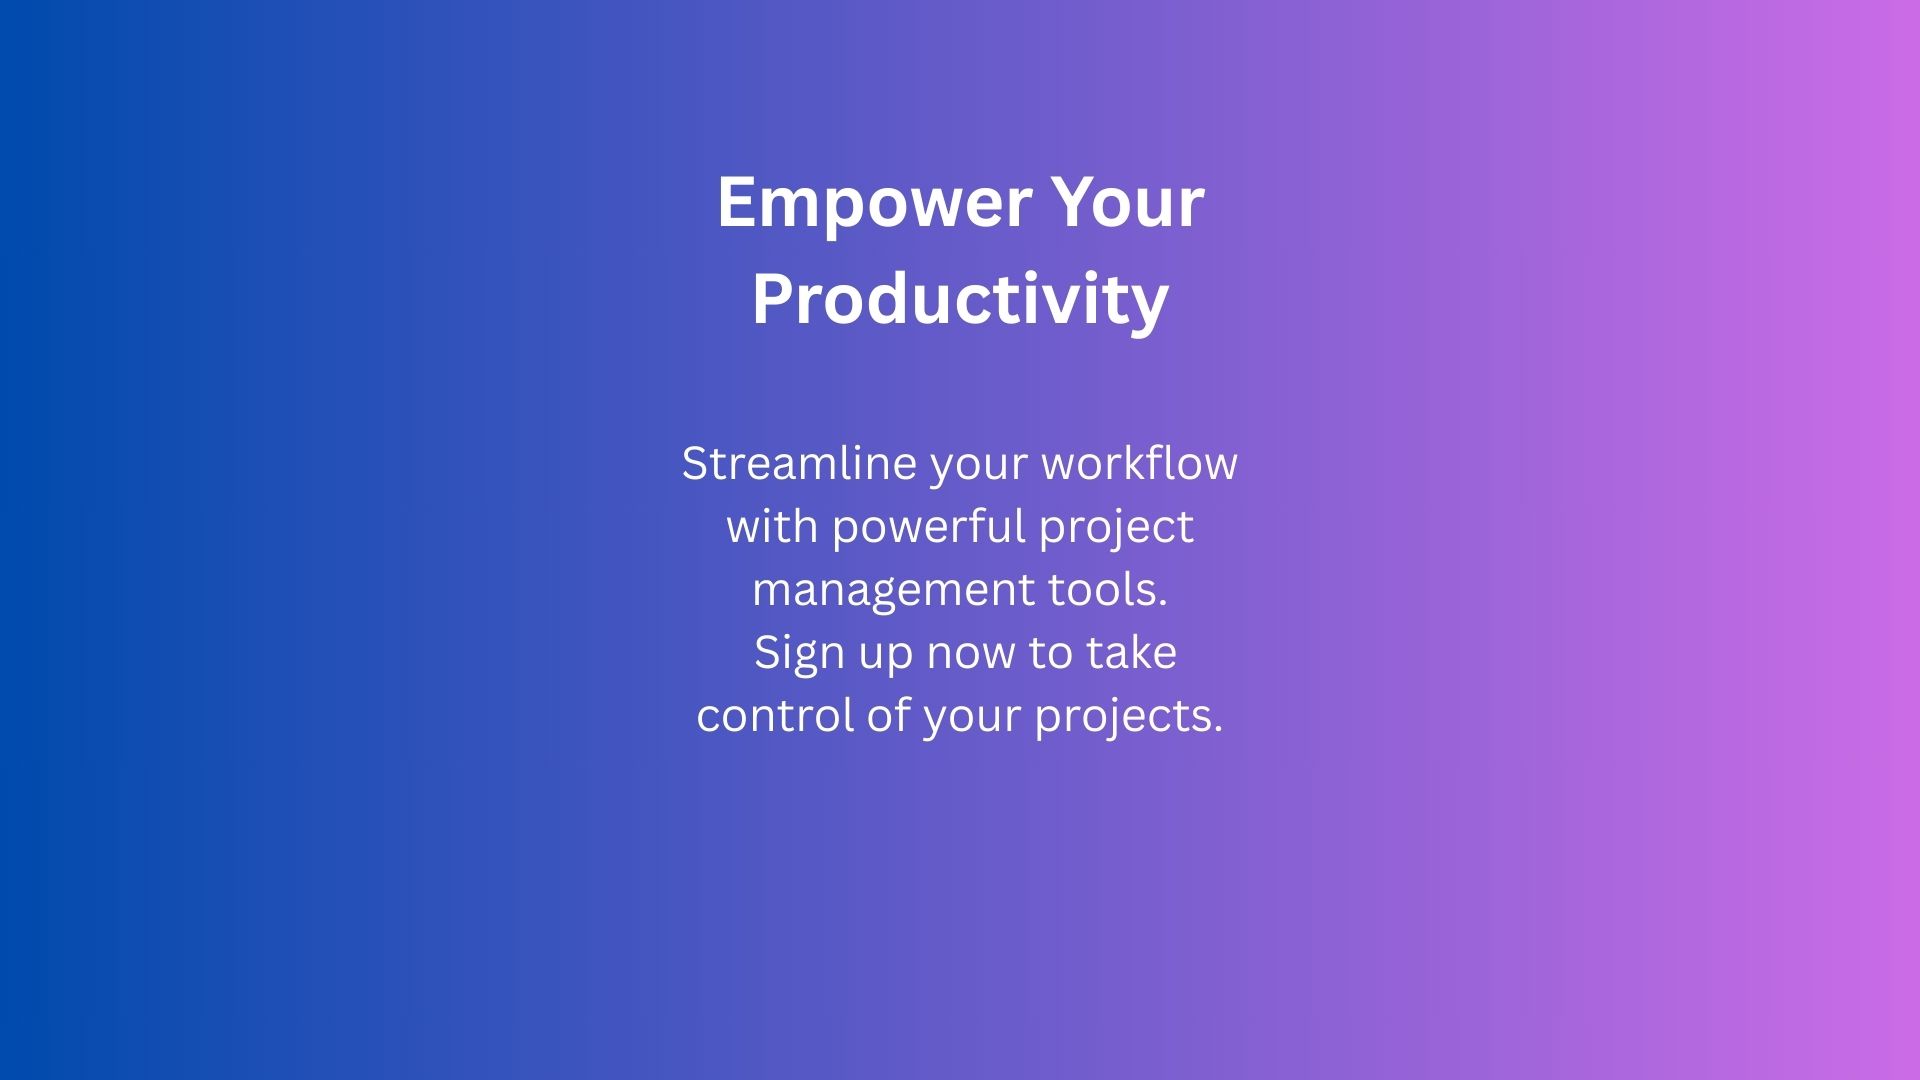 Empower Your
Productivity
Streamline your workflow
with powerful project
management tools.
Sign up now to take
control of your projects.